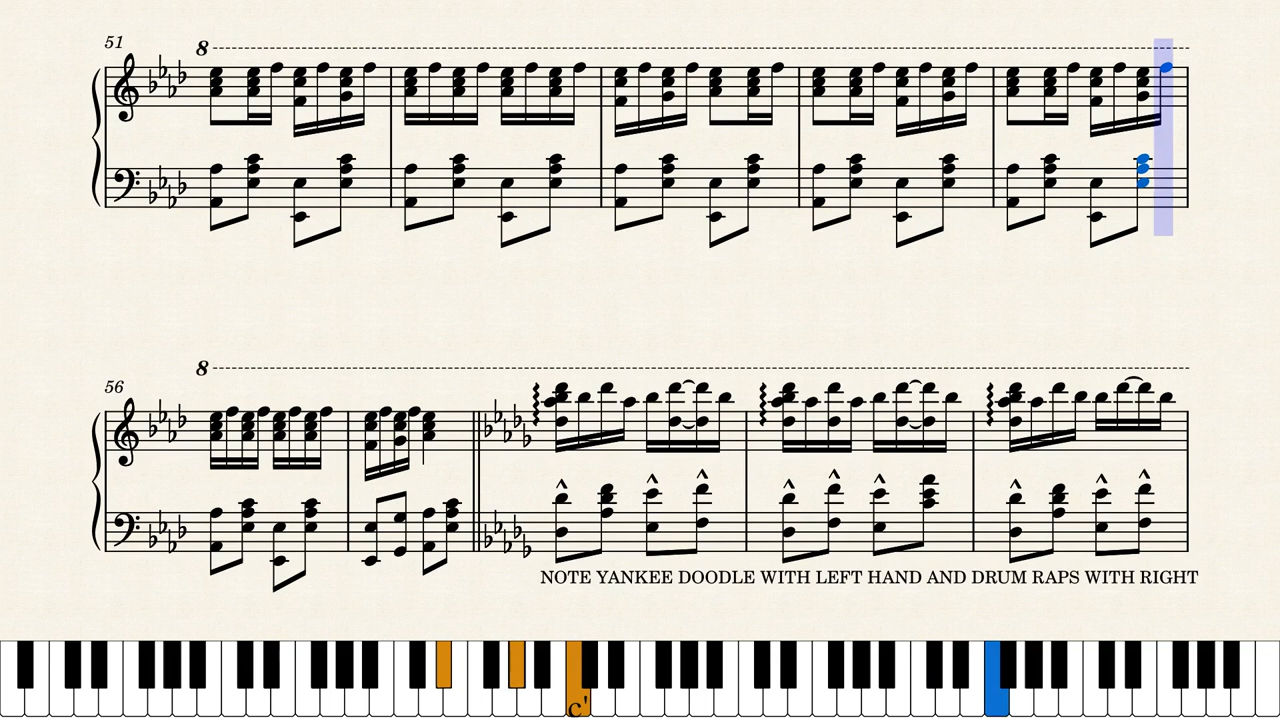 51
8
56
8
NOTE YANKEE DOODLE WITH LEFT HAND AND DRUM RAPS WITH RIGHT
c'